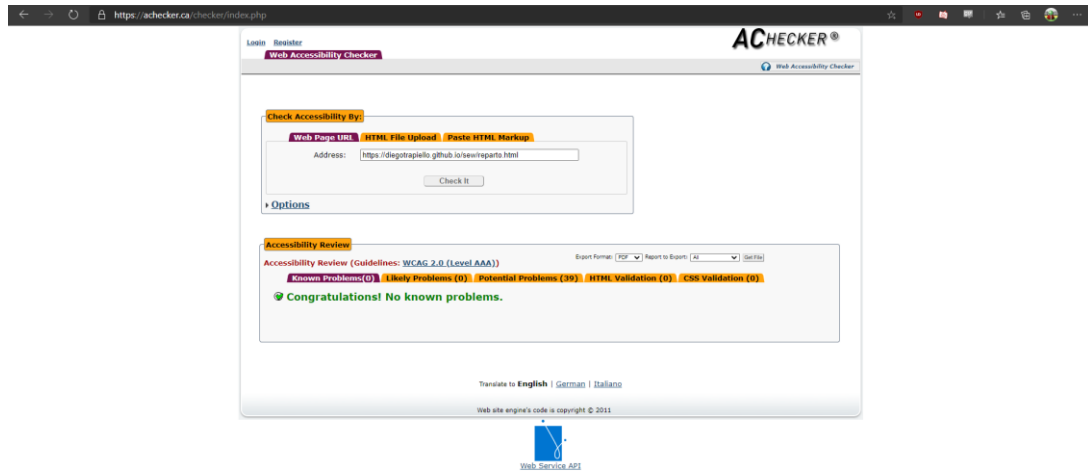 https://achecker.ca/checker/index.php
ACHECKER®
Login Register
Web Accessibility Checker
Web Accessibility Checker
Check Accessibility By:
Web Page URL HTML File Upload Paste HTML Markup
Address: https://diegotrapiello.github.io/sew/reparto.html
Check It
Options
Accessibility Review
Export Format: PDF Report to Export: All Get File
Accessibility Review (Guidelines: WCAG 2.0 (Level AAA))
Known Problems(0) Likely Problems (0) Potential Problems (39) HTML Validation (0) CSS Validation (0)
Congratulations! No known problems.
Translate to English | German | Italiano
Web site engine's code is copyright © 2011
Web Service API